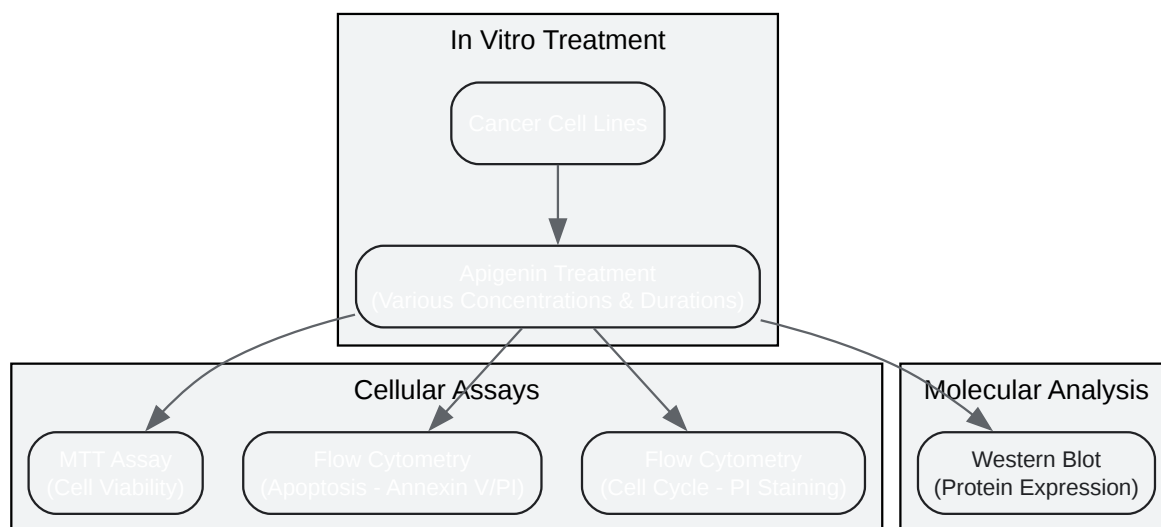 In Vitro Treatment
Cancer Cell Lines
Apigenin Treatment
(Various Concentrations & Durations)
Cellular Assays
Molecular Analysis
MTT Assay
(Cell Viability)
Flow Cytometry
(Apoptosis - Annexin V/PI)
Flow Cytometry
(Cell Cycle - PI Staining)
Western Blot
(Protein Expression)